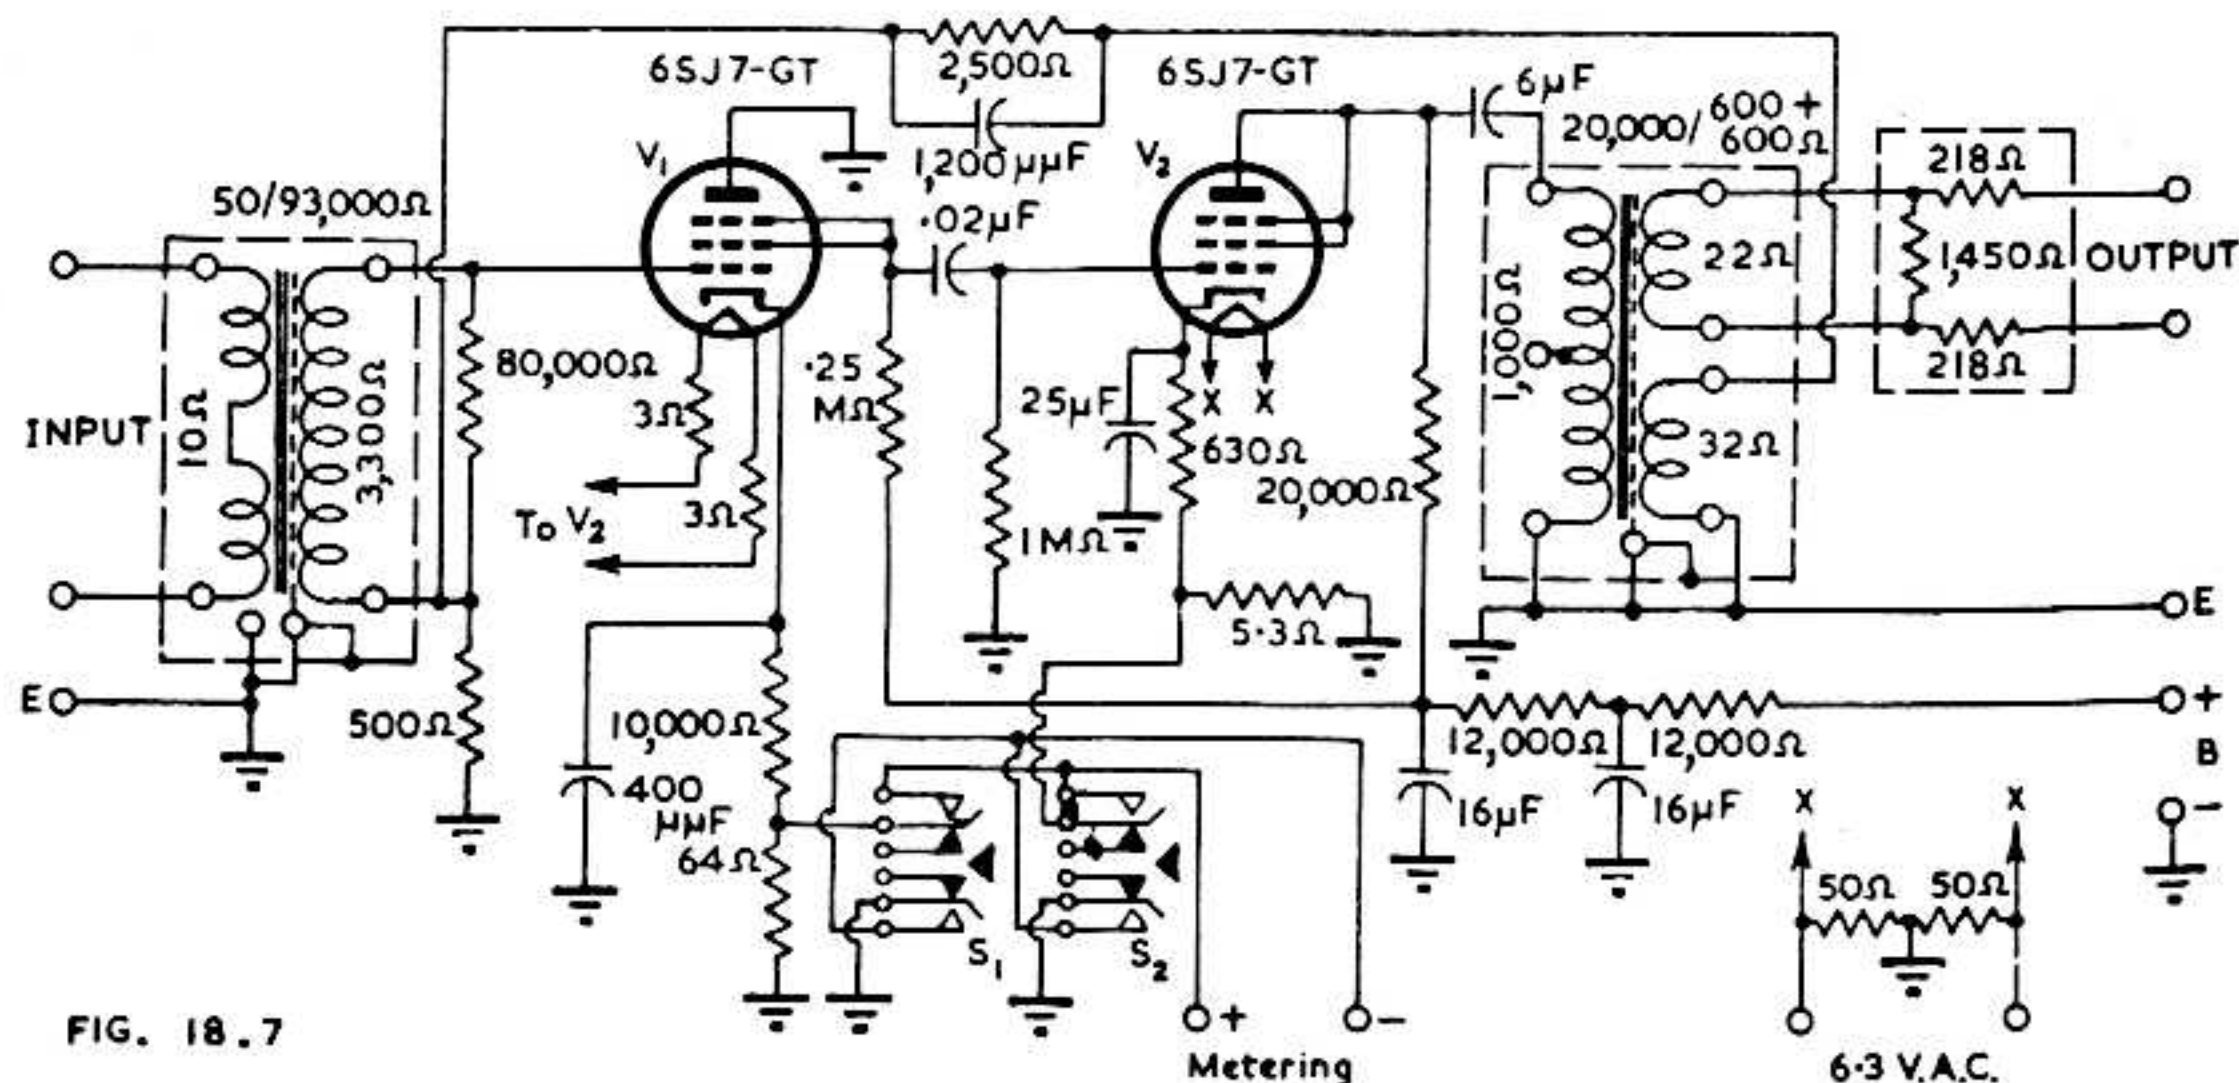 6SJ7-GT
2,500Ω
6SJ7-GT
6μF
20,000/ 600 +
600Ω
V1
1,200 μμF
V2
218Ω
50/93,000Ω
·02μF
22Ω
1,450Ω
OUTPUT
1,000Ω
218Ω
INPUT
10Ω
3,300Ω
80,000Ω
3Ω
·25
MΩ
25μF
X X
630Ω
32Ω
20,000Ω
To V2
3Ω
1MΩ
5·3Ω
E
E
500Ω
10,000Ω
12,000Ω
12,000Ω
+
B
−
400
μμF
64Ω
16μF
16μF
X
X
50Ω
50Ω
S1
S2
+
−
FIG. 18.7
Metering
6·3 V.A.C.